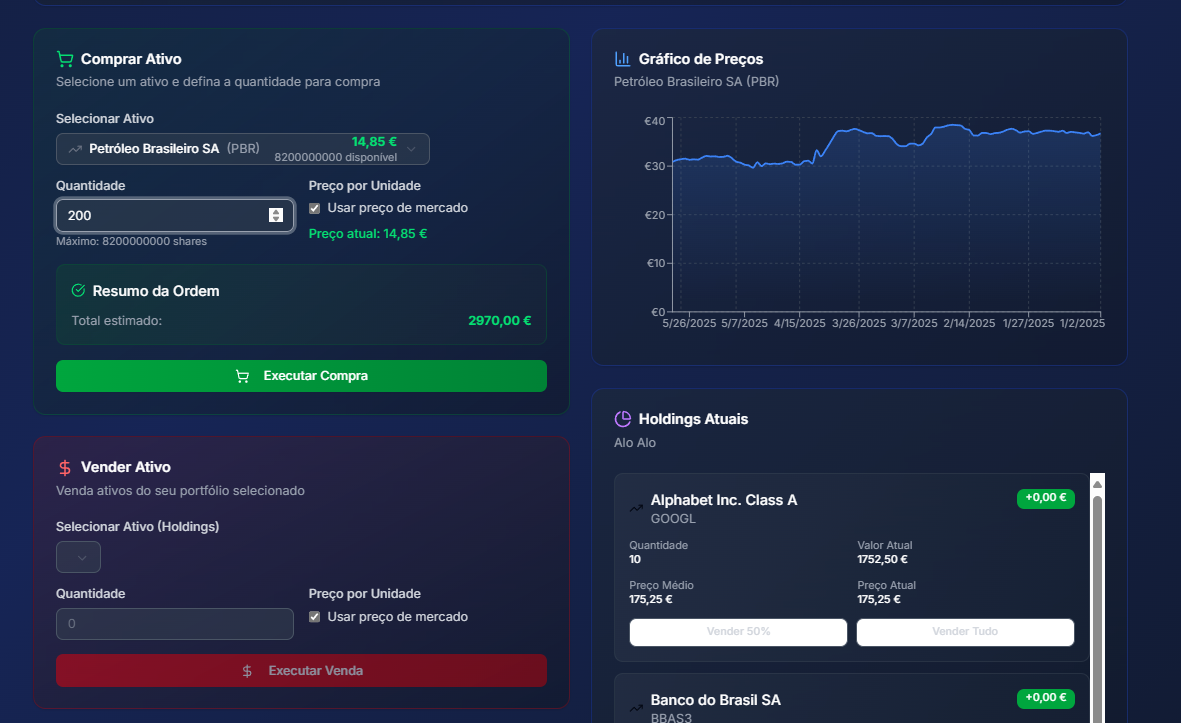 Comprar Ativo
Selecione um ativo e defina a quantidade para compra
Selecionar Ativo
Petróleo Brasileiro SA (PBR) 14,85 €
8200000000 disponível
Quantidade
200
Máximo: 8200000000 shares
Preço por Unidade
Usar preço de mercado
Preço atual: 14,85 €
Resumo da Ordem
Total estimado: 2970,00 €
Executar Compra
Vender Ativo
Venda ativos do seu portfólio selecionado
Selecionar Ativo (Holdings)
Quantidade
0
Preço por Unidade
Usar preço de mercado
Executar Venda
Gráfico de Preços
Petróleo Brasileiro SA (PBR)
€40
€30
€20
€10
€0
5/26/2025 5/7/2025 4/15/2025 3/26/2025 3/7/2025 2/14/2025 1/27/2025 1/2/2025
Holdings Atuais
Alo Alo
Alphabet Inc. Class A +0,00 €
GOOGL
Quantidade Valor Atual
10 1752,50 €
Preço Médio Preço Atual
175,25 € 175,25 €
Vender 50% Vender Tudo
Banco do Brasil SA +0,00 €
BBAS3